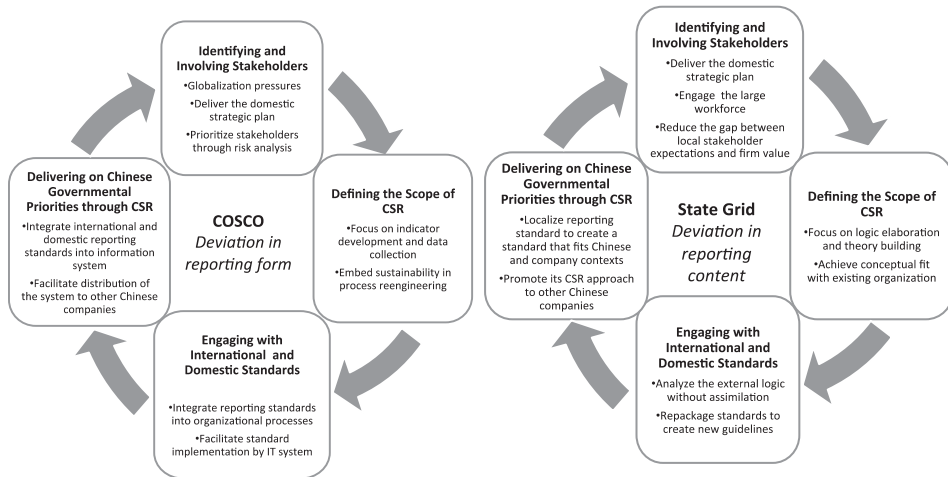 Identifying and
Involving Stakeholders
•Globalization pressures
•Deliver the domestic
strategic plan
•Prioritize stakeholders
through risk analysis
Delivering on Chinese
Governmental
Priorities through CSR
•Integrate international and
domestic reporting
standards into information
system
•Facilitate distribution of
the system to other Chinese
companies
COSCO
Deviation in
reporting form
Defining the Scope of
CSR
•Focus on indicator
development and data
collection
•Embed sustainability in
process reengineering
Engaging with
International and
Domestic Standards
•Integrate reporting standards
into organizational processes
•Facilitate standard
implementation by IT system
Identifying and
Involving Stakeholders
•Deliver the domestic
strategic plan
•Engage the large
workforce
•Reduce the gap between
local stakeholder
expectations and firm value
Delivering on Chinese
Governmental
Priorities through CSR
•Localize reporting
standard to create a
standard that fits Chinese
and company contexts
•Promote its CSR approach
to other Chinese
companies
State Grid
Deviation in
reporting
content
Defining the Scope of
CSR
•Focus on logic elaboration
and theory building
•Achieve conceptual fit
with existing organization
Engaging with
International and
Domestic Standards
•Analyze the external logic
without assimilation
•Repackage standards to
create new guidelines